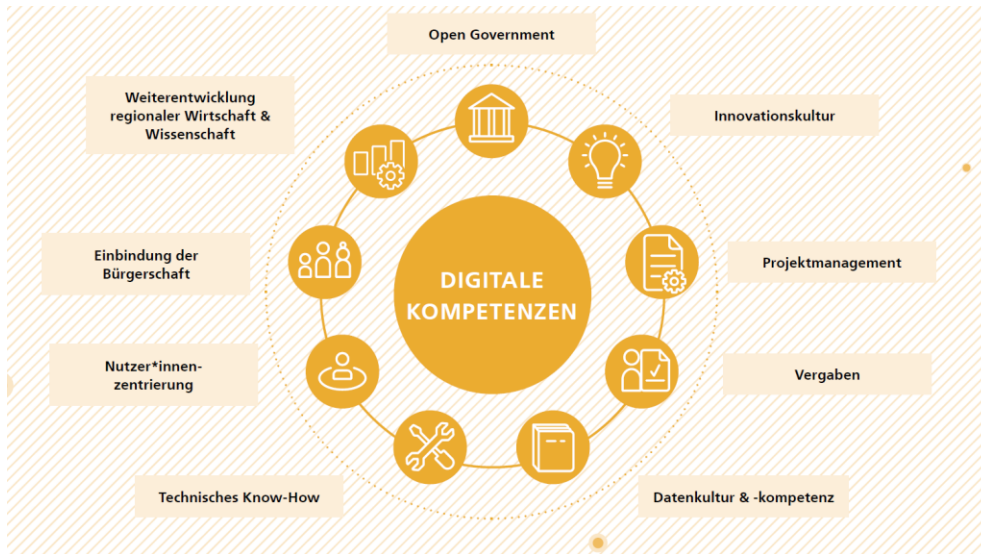 Open Government
Weiterentwicklung
regionaler Wirtschaft &
Wissenschaft
Innovationskultur
Einbindung der
Bürgerschaft
DIGITALE
KOMPETENZEN
Projektmanagement
Nutzer*innen-
zentrierung
Vergaben
Technisches Know-How
Datenkultur & -kompetenz